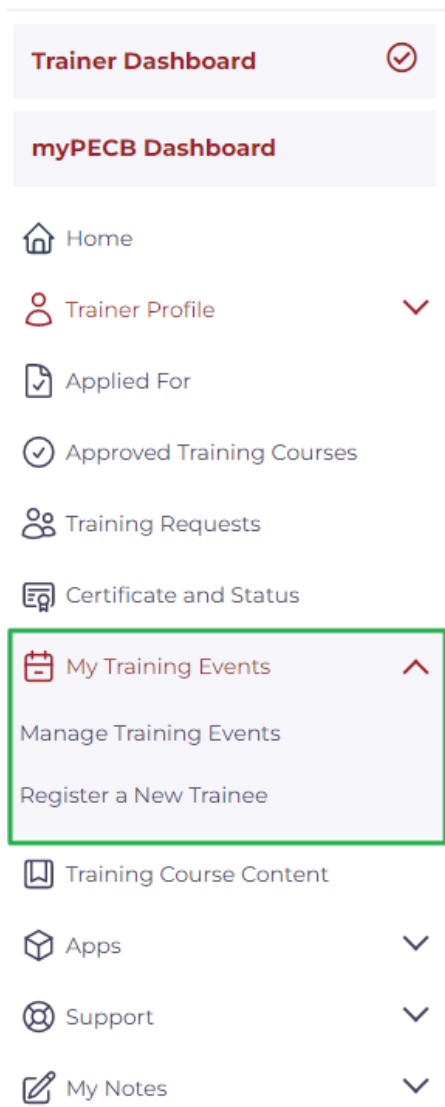 Trainer Dashboard
myPECB Dashboard
Home
Trainer Profile
Applied For
Approved Training Courses
Training Requests
Certificate and Status
My Training Events
Manage Training Events
Register a New Trainee
Training Course Content
Apps
Support
My Notes